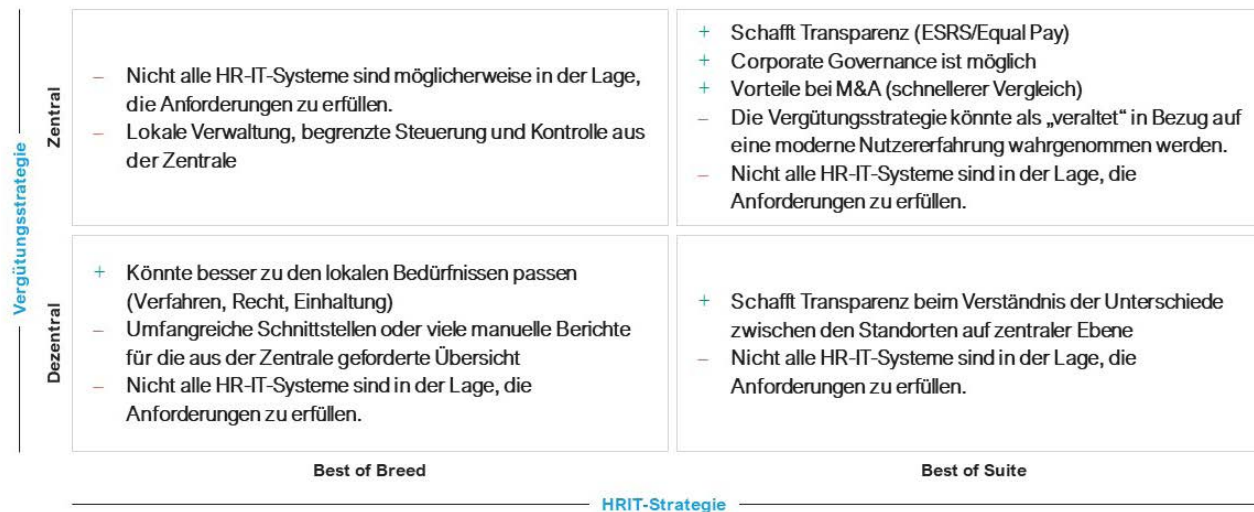 Vergütungsstrategie
Zentral
– Nicht alle HR-IT-Systeme sind möglicherweise in der Lage,
die Anforderungen zu erfüllen.
– Lokale Verwaltung, begrenzte Steuerung und Kontrolle aus
der Zentrale
+ Schafft Transparenz (ESRS/Equal Pay)
+ Corporate Governance ist möglich
+ Vorteile bei M&A (schnellerer Vergleich)
– Die Vergütungsstrategie könnte als „veraltet“ in Bezug auf
eine moderne Nutzererfahrung wahrgenommen werden.
– Nicht alle HR-IT-Systeme sind in der Lage, die
Anforderungen zu erfüllen.
Dezentral
+ Könnte besser zu den lokalen Bedürfnissen passen
(Verfahren, Recht, Einhaltung)
– Umfangreiche Schnittstellen oder viele manuelle Berichte
für die aus der Zentrale geforderte Übersicht
– Nicht alle HR-IT-Systeme sind in der Lage, die
Anforderungen zu erfüllen.
+ Schafft Transparenz beim Verständnis der Unterschiede
zwischen den Standorten auf zentraler Ebene
– Nicht alle HR-IT-Systeme sind in der Lage, die
Anforderungen zu erfüllen.
Best of Breed
Best of Suite
HRIT-Strategie